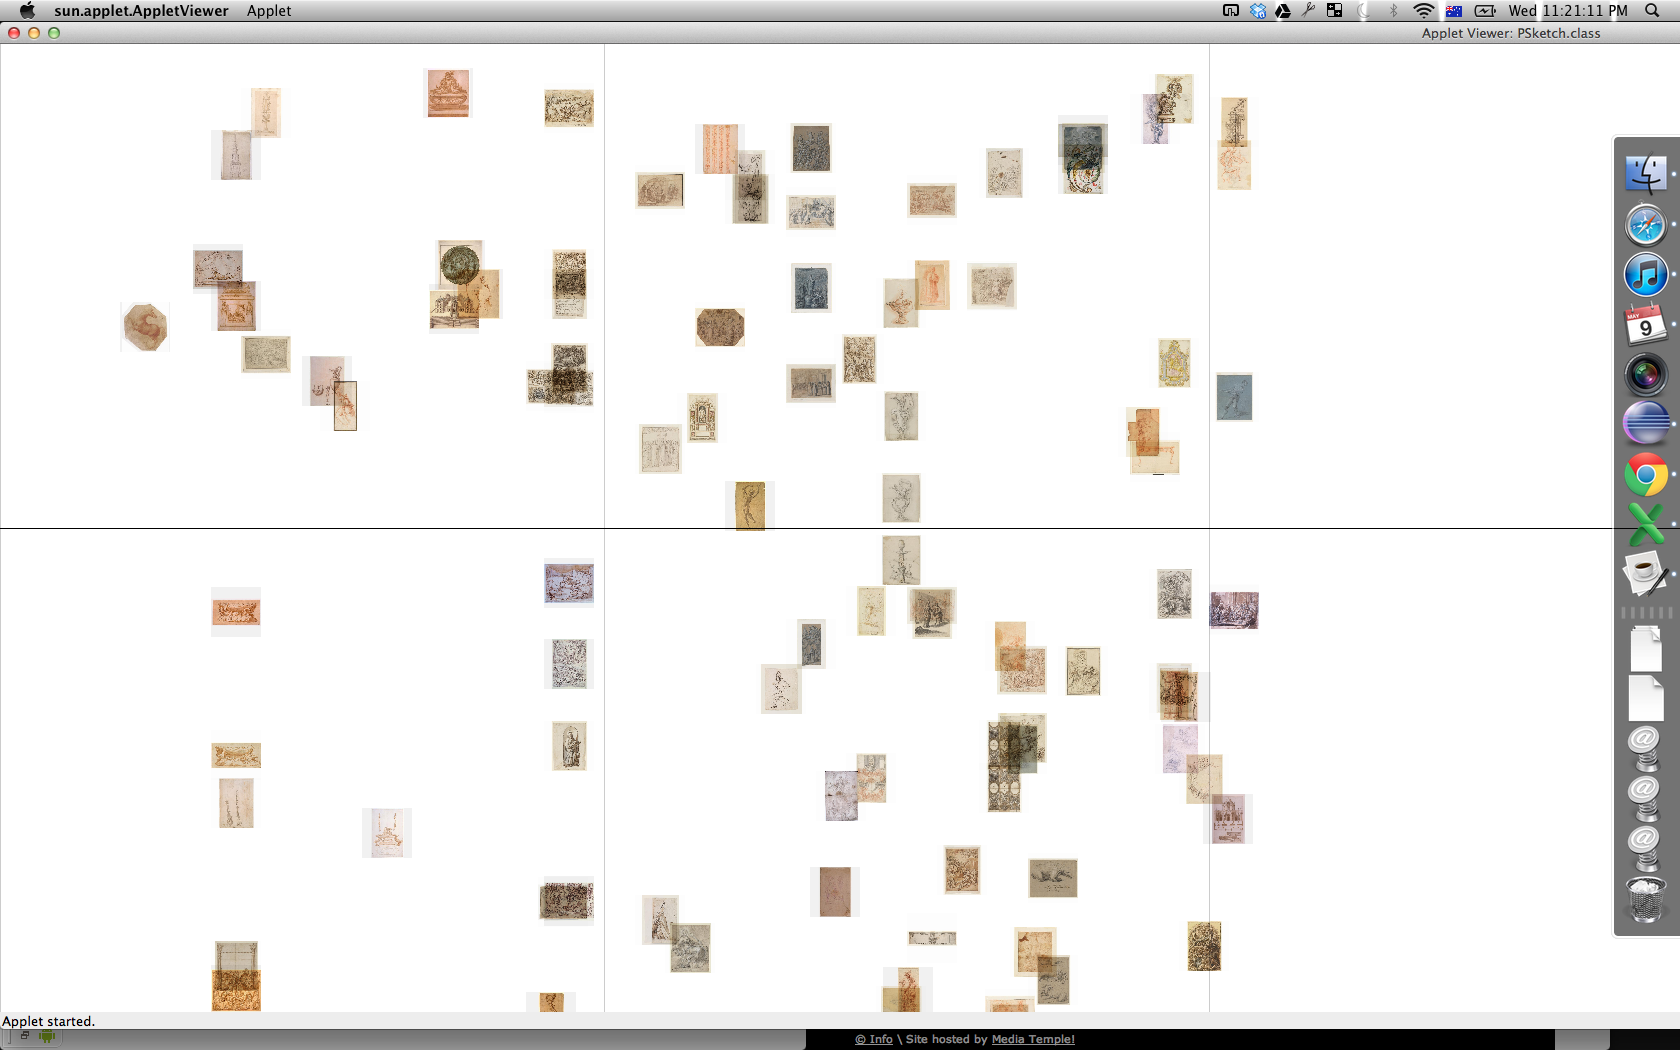 sun.applet.AppletViewer Applet
Wed 11:21:11 PM
Applet Viewer: PSketch.class
MAY
9
Applet started.
© Info \ Site hosted by Media Temple!